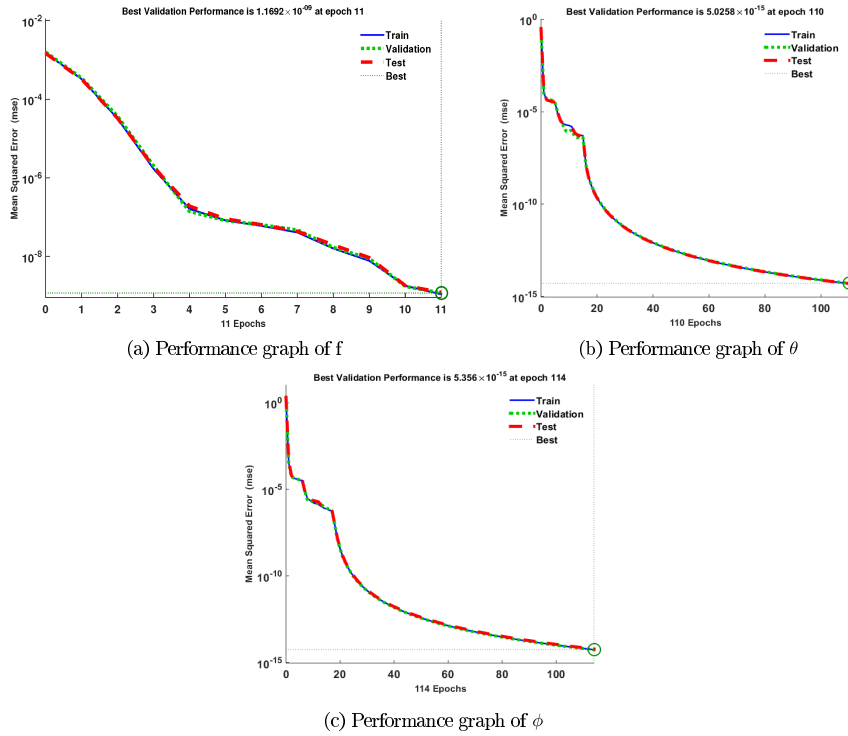 Best Validation Performance is 1.1692×10^-09 at epoch 11
Mean Squared Error (mse)
10^-2
10^-4
10^-6
10^-8
Train
Validation
Test
Best
0 1 2 3 4 5 6 7 8 9 10 11
11 Epochs
(a) Performance graph of f
Best Validation Performance is 5.0258×10^-15 at epoch 110
Mean Squared Error (mse)
10^0
10^-5
10^-10
10^-15
Train
Validation
Test
Best
0 20 40 60 80 100
110 Epochs
(b) Performance graph of θ
Best Validation Performance is 5.356×10^-15 at epoch 114
Mean Squared Error (mse)
10^0
10^-5
10^-10
10^-15
Train
Validation
Test
Best
0 20 40 60 80 100
114 Epochs
(c) Performance graph of ϕ